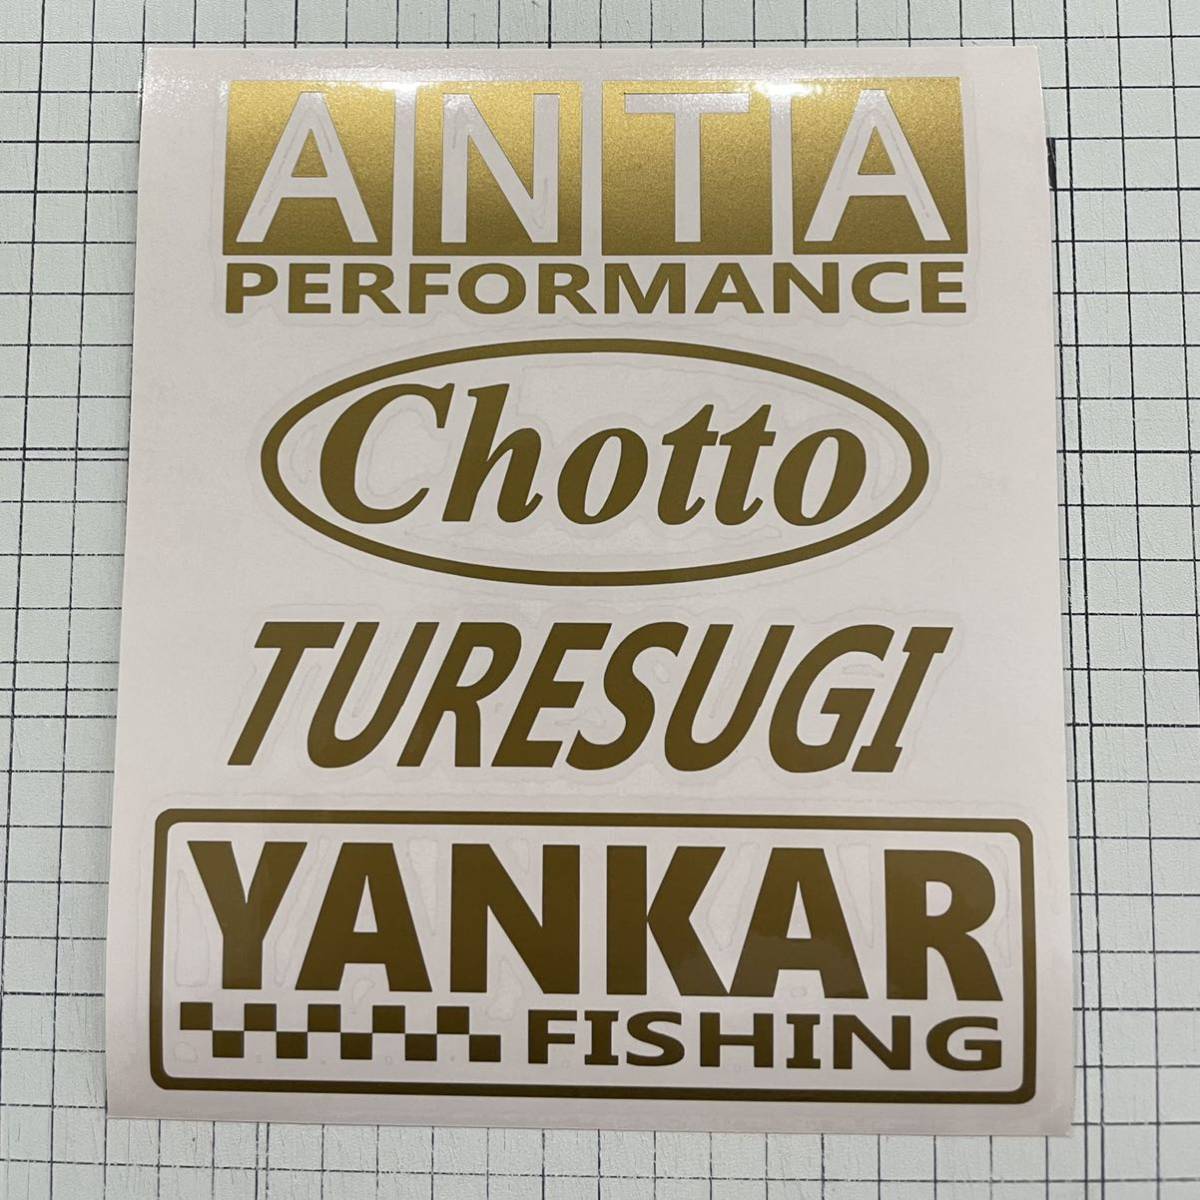 ANTA
PERFORMANCE
Chotto
TURESUGI
YANKAR
FISHING